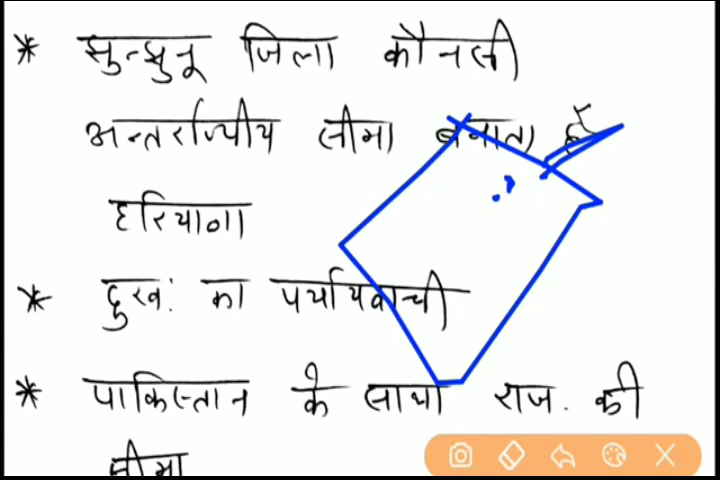 * झुन्झुनू जिला कौनसी
अन्तर्राज्यीय सीमा बनाता है
हरियाणा
* दुखः का पर्यायवाची
* पाकिस्तान के साथ राज. की
सीमा